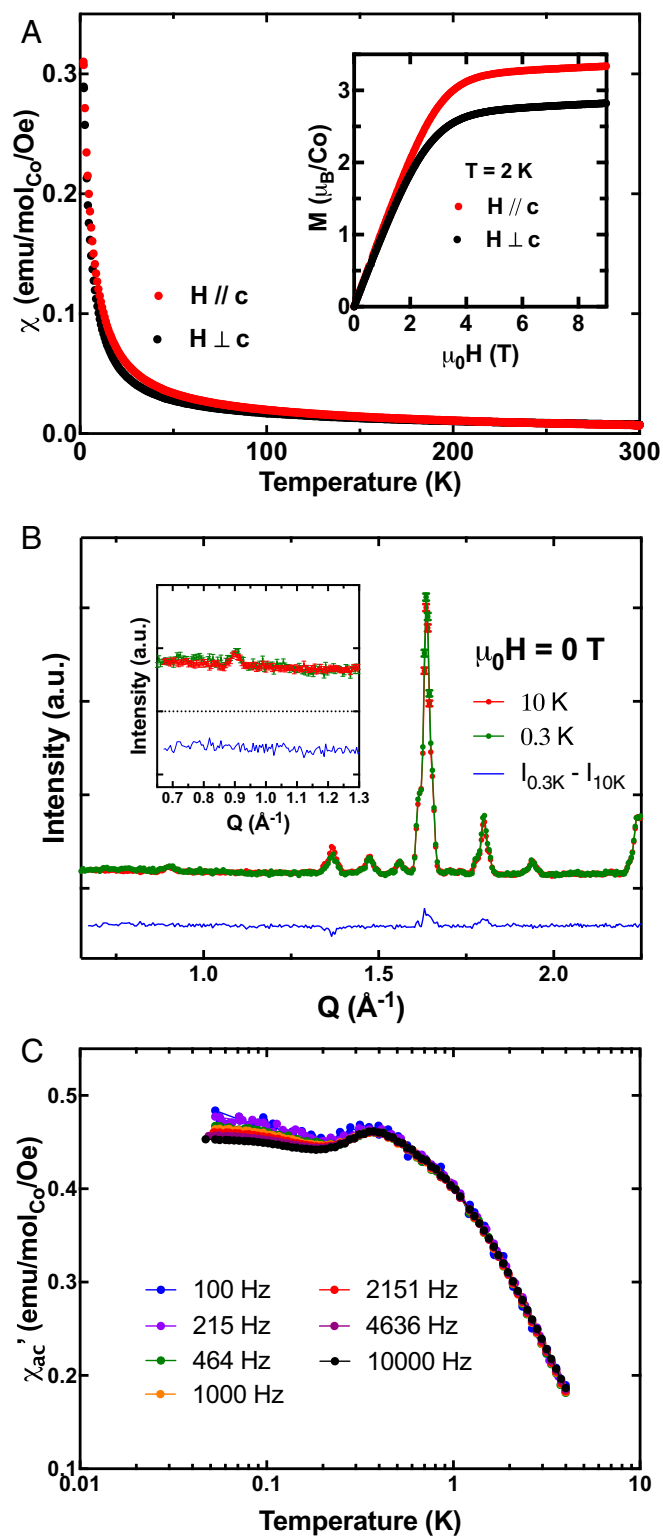 A
χ (emu/mol_Co/Oe)
0.3
0.2
0.1
0.0
0
100
200
300
Temperature (K)
H // c
H ⊥ c
M (μ_B/Co)
3
2
1
0
0
2
4
6
8
μ₀H (T)
T = 2 K
H // c
H ⊥ c
B
Intensity (a.u.)
1.0
1.5
2.0
Q (Å⁻¹)
Intensity (a.u.)
0.7
0.8
0.9
1.0
1.1
1.2
1.3
Q (Å⁻¹)
μ₀H = 0 T
10 K
0.3 K
I_0.3K - I_10K
C
χ_ac' (emu/mol_Co/Oe)
0.5
0.4
0.3
0.2
0.1
0.01
0.1
1
10
Temperature (K)
100 Hz
215 Hz
464 Hz
1000 Hz
2151 Hz
4636 Hz
10000 Hz